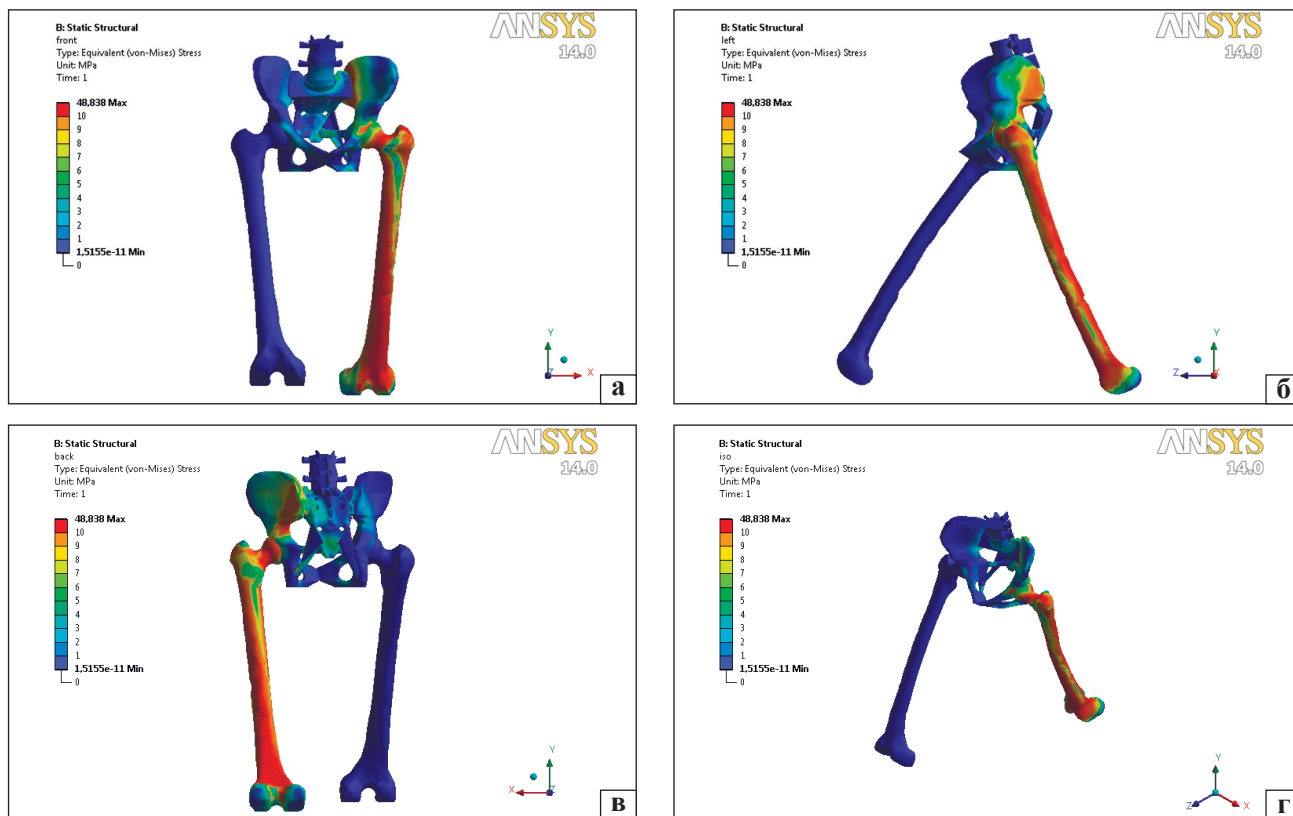 B: Static Structural
front
Type: Equivalent (von-Mises) Stress
Unit: MPa
Time: 1
48,838 Max
10
9
8
7
6
5
4
3
2
1
1,5155e-11 Min
0
ANSYS
14.0
Y
Z
X
а
B: Static Structural
left
Type: Equivalent (von-Mises) Stress
Unit: MPa
Time: 1
48,838 Max
10
9
8
7
6
5
4
3
2
1
1,5155e-11 Min
0
ANSYS
14.0
Y
Z
X
б
B: Static Structural
back
Type: Equivalent (von-Mises) Stress
Unit: MPa
Time: 1
48,838 Max
10
9
8
7
6
5
4
3
2
1
1,5155e-11 Min
0
ANSYS
14.0
Y
X
Z
в
B: Static Structural
iso
Type: Equivalent (von-Mises) Stress
Unit: MPa
Time: 1
48,838 Max
10
9
8
7
6
5
4
3
2
1
1,5155e-11 Min
0
ANSYS
14.0
Y
Z
X
г